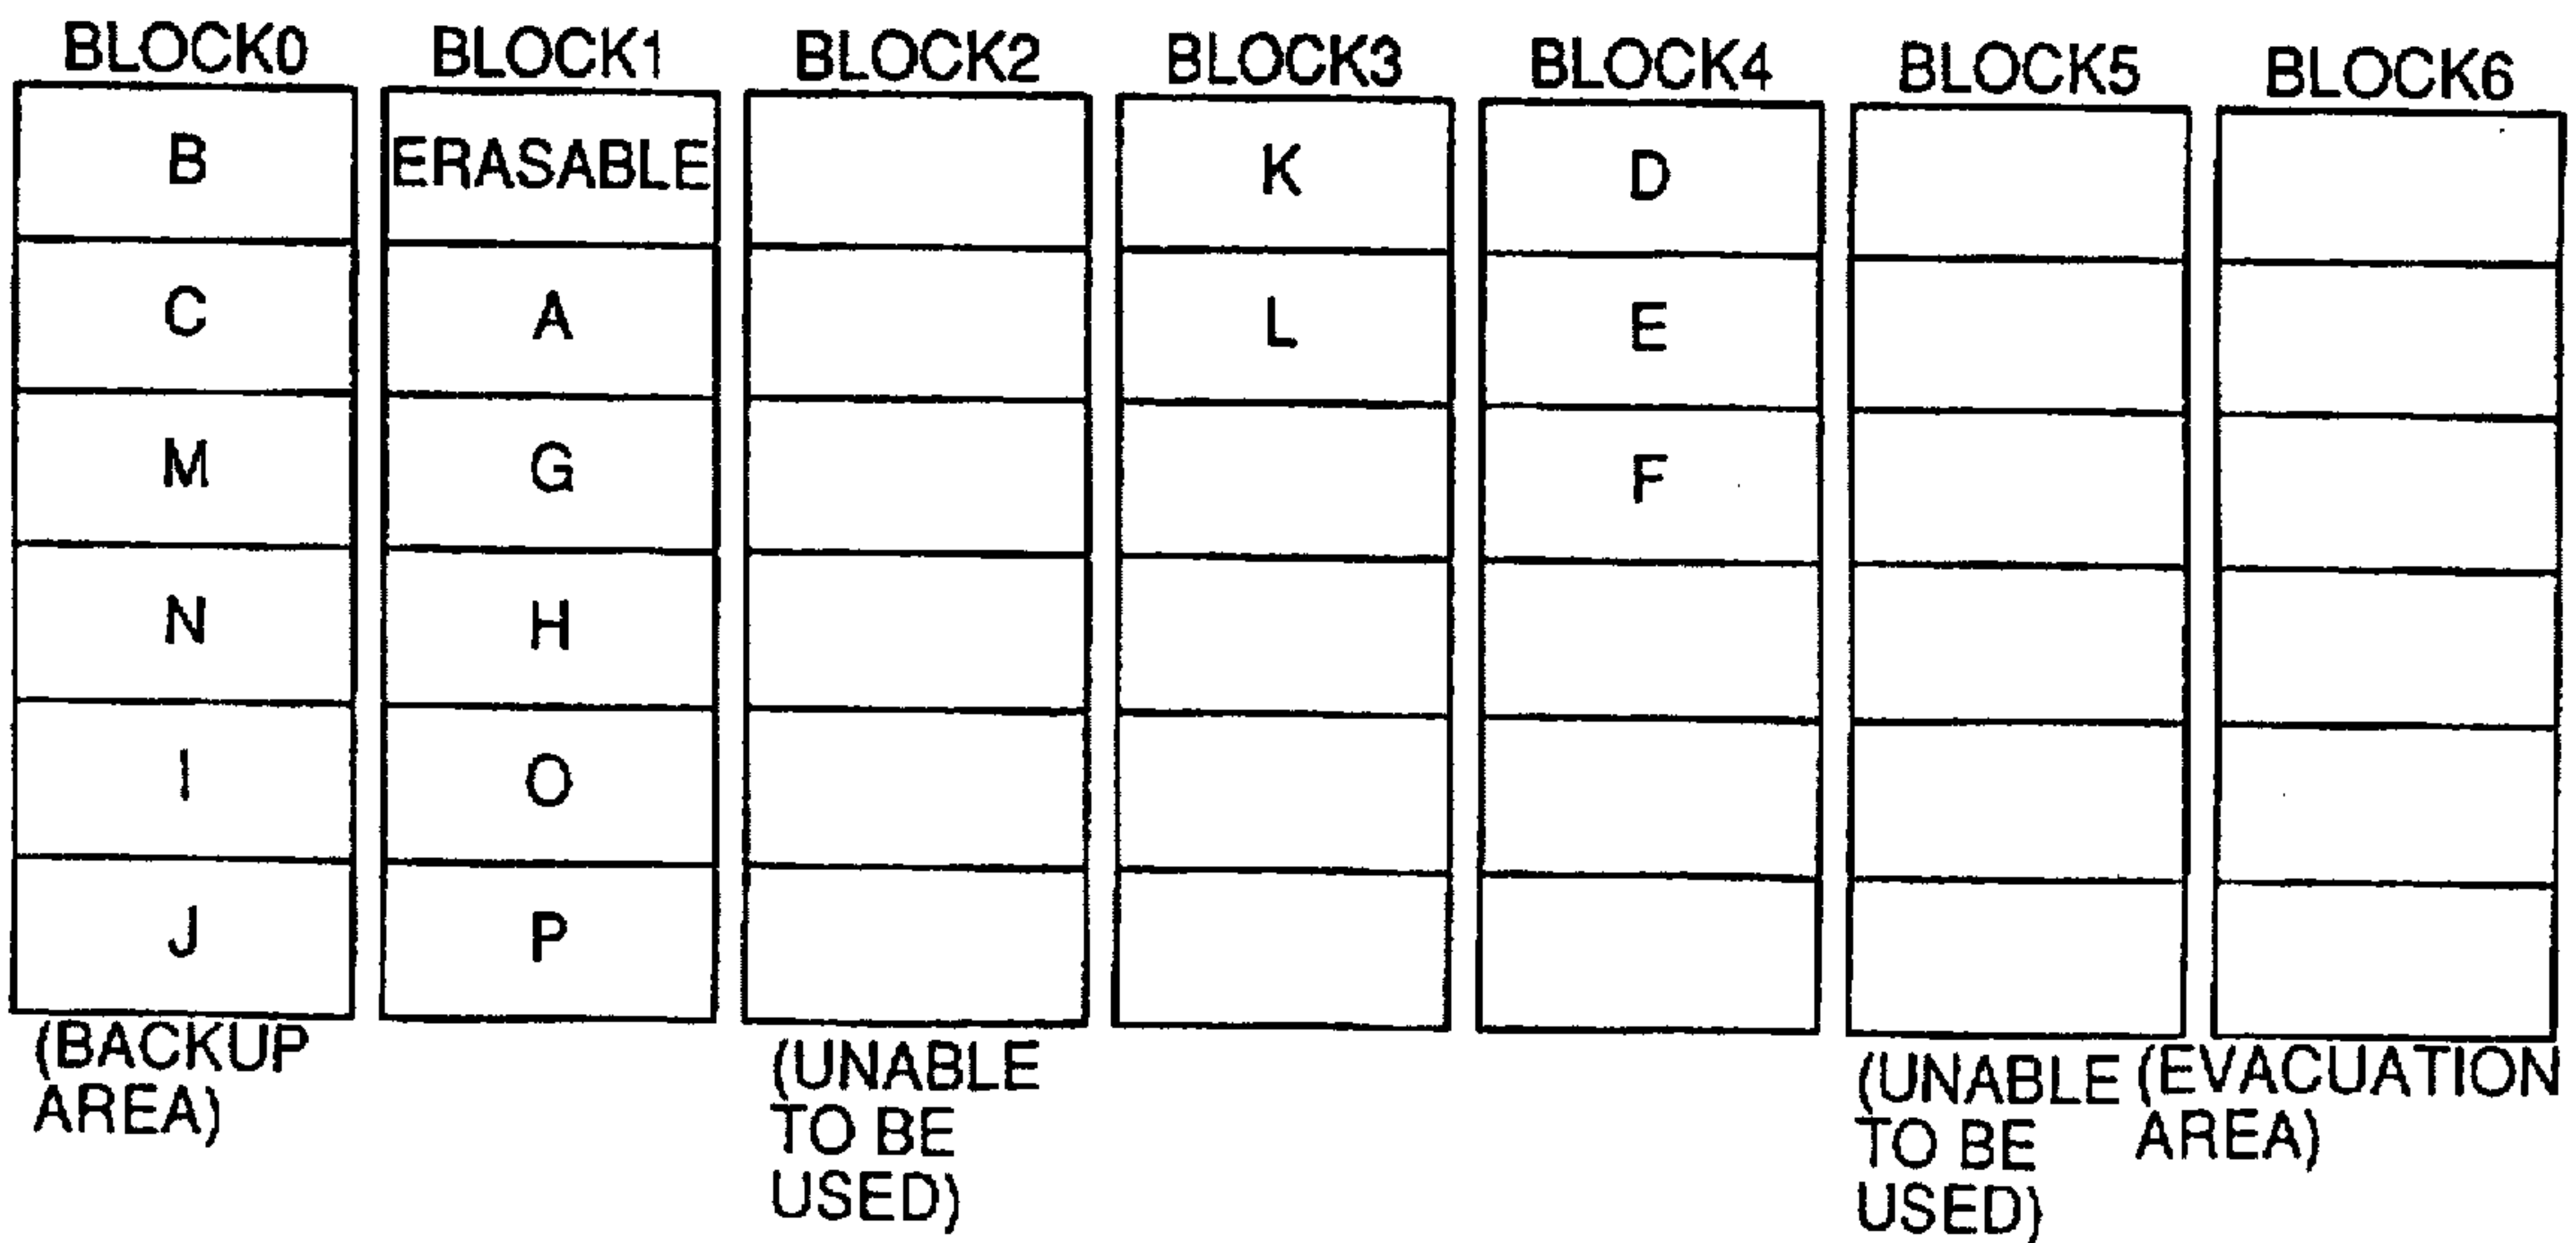 BLOCK0 BLOCK1 BLOCK2 BLOCK3 BLOCK4 BLOCK5 BLOCK6
B ERASABLE K D
C A L E
M G F
N H
I O
J P
(BACKUP
AREA)
(UNABLE
TO BE
USED)
(UNABLE
TO BE
USED)
(EVACUATION
AREA)